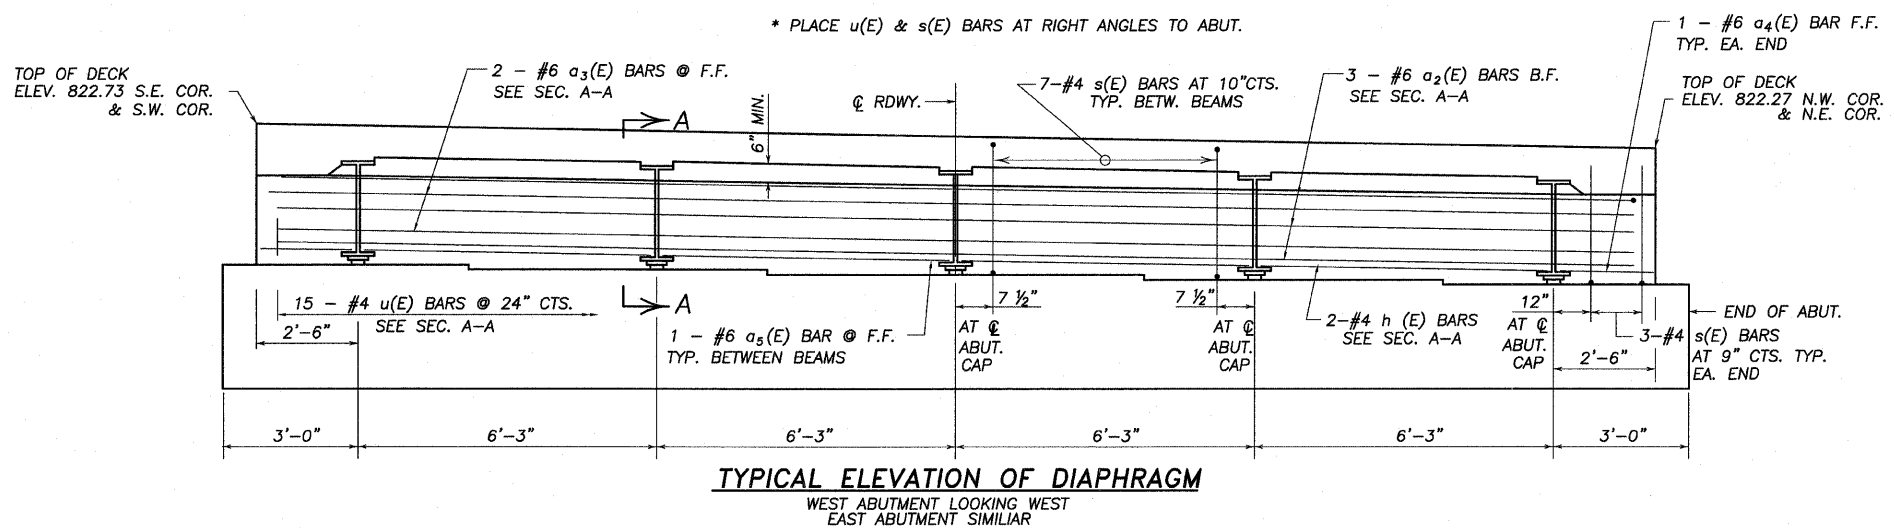 * PLACE u(E) & s(E) BARS AT RIGHT ANGLES TO ABUT.
TOP OF DECK
ELEV. 822.73 S.E. COR.
& S.W. COR.
2 - #6 a3(E) BARS @ F.F.
SEE SEC. A-A
A
6" MIN.
℄ RDWY.
7-#4 s(E) BARS AT 10"CTS.
TYP. BETW. BEAMS
3 - #6 a2(E) BARS B.F.
SEE SEC. A-A
1 - #6 a4(E) BAR F.F.
TYP. EA. END
TOP OF DECK
ELEV. 822.27 N.W. COR.
& N.E. COR.
15 - #4 u(E) BARS @ 24" CTS.
SEE SEC. A-A
2'-6"
A
1 - #6 a5(E) BAR @ F.F.
TYP. BETWEEN BEAMS
7 ½"
AT ℄
ABUT.
CAP
7 ½"
AT ℄
ABUT.
CAP
2-#4 h (E) BARS
SEE SEC. A-A
12"
AT ℄
ABUT.
CAP
END OF ABUT.
3-#4 s(E) BARS
AT 9" CTS. TYP.
EA. END
2'-6"
3'-0"
6'-3"
6'-3"
6'-3"
6'-3"
3'-0"
TYPICAL ELEVATION OF DIAPHRAGM
WEST ABUTMENT LOOKING WEST
EAST ABUTMENT SIMILIAR